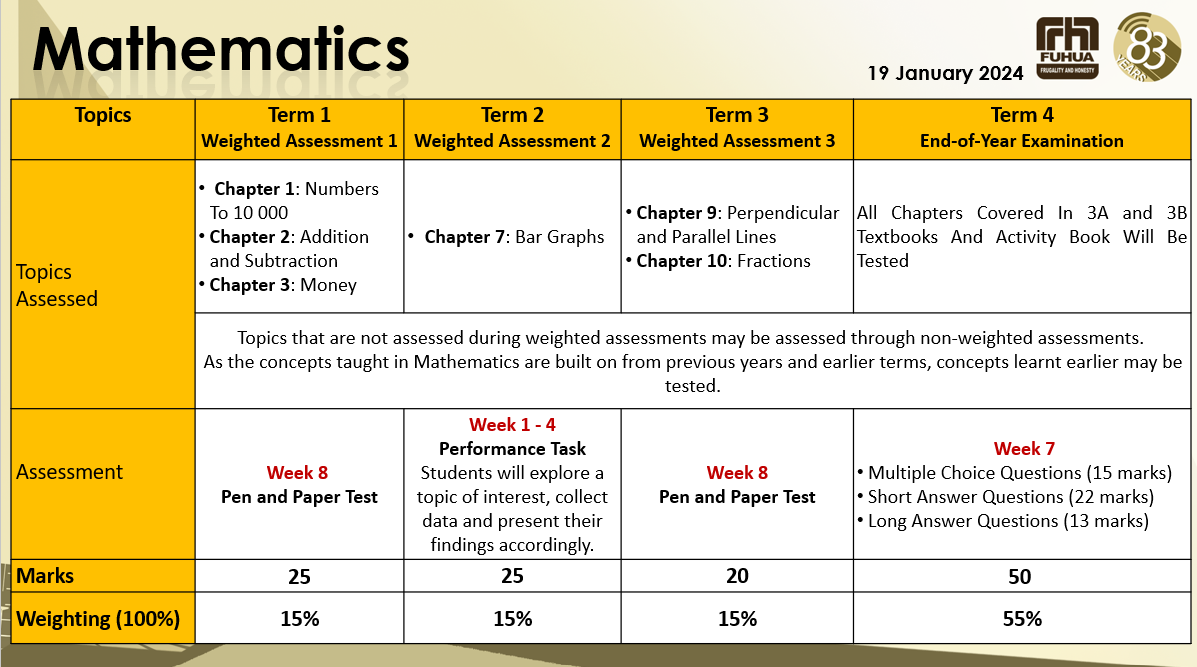 Mathematics
19 January 2024
FUHUA
FRUGALITY AND HONESTY
83
YEARS
Topics
Term 1
Weighted Assessment 1
Term 2
Weighted Assessment 2
Term 3
Weighted Assessment 3
Term 4
End-of-Year Examination
Topics
Assessed
• Chapter 1: Numbers
To 10 000
• Chapter 2: Addition
and Subtraction
• Chapter 3: Money
• Chapter 7: Bar Graphs
• Chapter 9: Perpendicular
and Parallel Lines
• Chapter 10: Fractions
All Chapters Covered In 3A and 3B
Textbooks And Activity Book Will Be
Tested
Topics that are not assessed during weighted assessments may be assessed through non-weighted assessments.
As the concepts taught in Mathematics are built on from previous years and earlier terms, concepts learnt earlier may be
tested.
Assessment
Week 8
Pen and Paper Test
Week 1 - 4
Performance Task
Students will explore a
topic of interest, collect
data and present their
findings accordingly.
Week 8
Pen and Paper Test
Week 7
• Multiple Choice Questions (15 marks)
• Short Answer Questions (22 marks)
• Long Answer Questions (13 marks)
Marks
25
25
20
50
Weighting (100%)
15%
15%
15%
55%